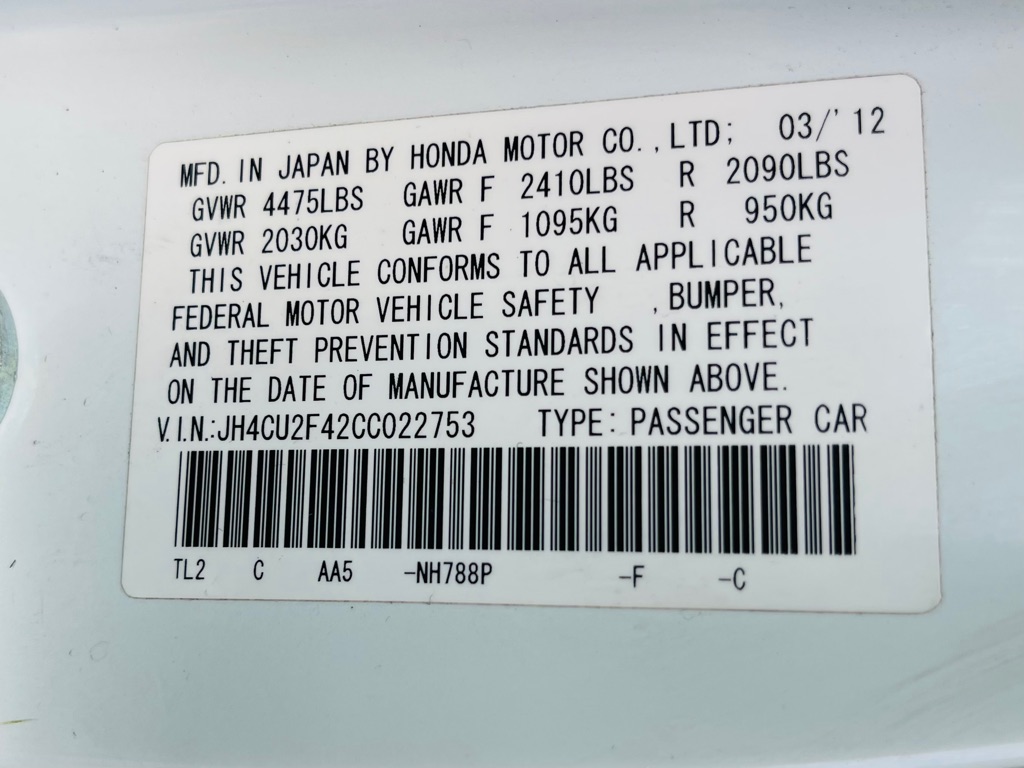 MFD. IN JAPAN BY HONDA MOTOR CO., LTD; 03/'12
GVWR 4475LBS GAWR F 2410LBS R 2090LBS
GVWR 2030KG GAWR F 1095KG R 950KG
THIS VEHICLE CONFORMS TO ALL APPLICABLE
FEDERAL MOTOR VEHICLE SAFETY , BUMPER,
AND THEFT PREVENTION STANDARDS IN EFFECT
ON THE DATE OF MANUFACTURE SHOWN ABOVE.
V.I.N.:JH4CU2F42CC022753 TYPE: PASSENGER CAR
TL2 C AA5 -NH788P -F -C